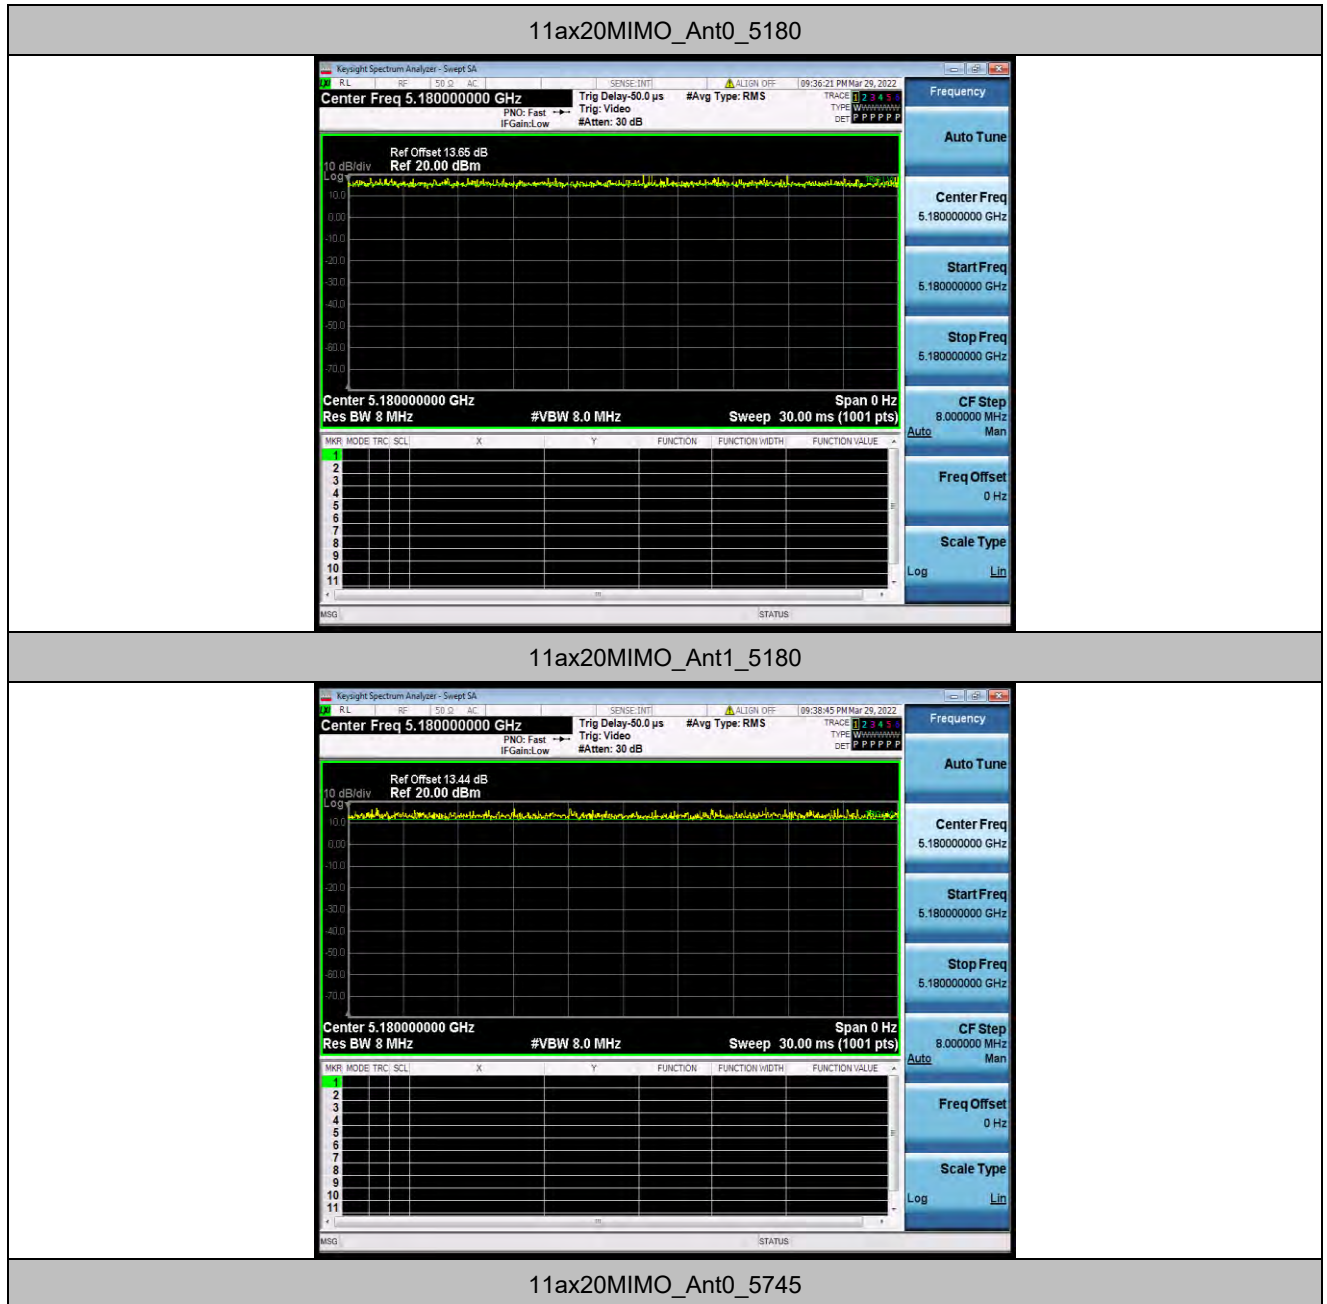 11ax20MIMO_Ant0_5180
Keysight Spectrum Analyzer - Swept SA
RL RF 50 Ω AC SENSE:INT ALIGN OFF 09:36:21 PM Mar 29, 2022
Center Freq 5.180000000 GHz Trig Delay-50.0 µs #Avg Type: RMS TRACE 1 2 3 4 5 6
PNO: Fast Trig: Video TYPE W
IFGain:Low #Atten: 30 dB DET P P P P P P
Frequency
Auto Tune
Center Freq
5.180000000 GHz
Start Freq
5.180000000 GHz
Stop Freq
5.180000000 GHz
CF Step
8.000000 MHz
Auto Man
Freq Offset
0 Hz
Scale Type
Log Lin
Ref Offset 13.65 dB
10 dB/div Ref 20.00 dBm
Log
10.0
0.00
-10.0
-20.0
-30.0
-40.0
-50.0
-60.0
-70.0
Center 5.180000000 GHz Span 0 Hz
Res BW 8 MHz #VBW 8.0 MHz Sweep 30.00 ms (1001 pts)
MKR MODE TRC SCL X Y FUNCTION FUNCTION WIDTH FUNCTION VALUE
1
2
3
4
5
6
7
8
9
10
11
MSG STATUS
11ax20MIMO_Ant1_5180
Keysight Spectrum Analyzer - Swept SA
RL RF 50 Ω AC SENSE:INT ALIGN OFF 09:38:45 PM Mar 29, 2022
Center Freq 5.180000000 GHz Trig Delay-50.0 µs #Avg Type: RMS TRACE 1 2 3 4 5 6
PNO: Fast Trig: Video TYPE W
IFGain:Low #Atten: 30 dB DET P P P P P P
Frequency
Auto Tune
Center Freq
5.180000000 GHz
Start Freq
5.180000000 GHz
Stop Freq
5.180000000 GHz
CF Step
8.000000 MHz
Auto Man
Freq Offset
0 Hz
Scale Type
Log Lin
Ref Offset 13.44 dB
10 dB/div Ref 20.00 dBm
Log
10.0
0.00
-10.0
-20.0
-30.0
-40.0
-50.0
-60.0
-70.0
Center 5.180000000 GHz Span 0 Hz
Res BW 8 MHz #VBW 8.0 MHz Sweep 30.00 ms (1001 pts)
MKR MODE TRC SCL X Y FUNCTION FUNCTION WIDTH FUNCTION VALUE
1
2
3
4
5
6
7
8
9
10
11
MSG STATUS
11ax20MIMO_Ant0_5745